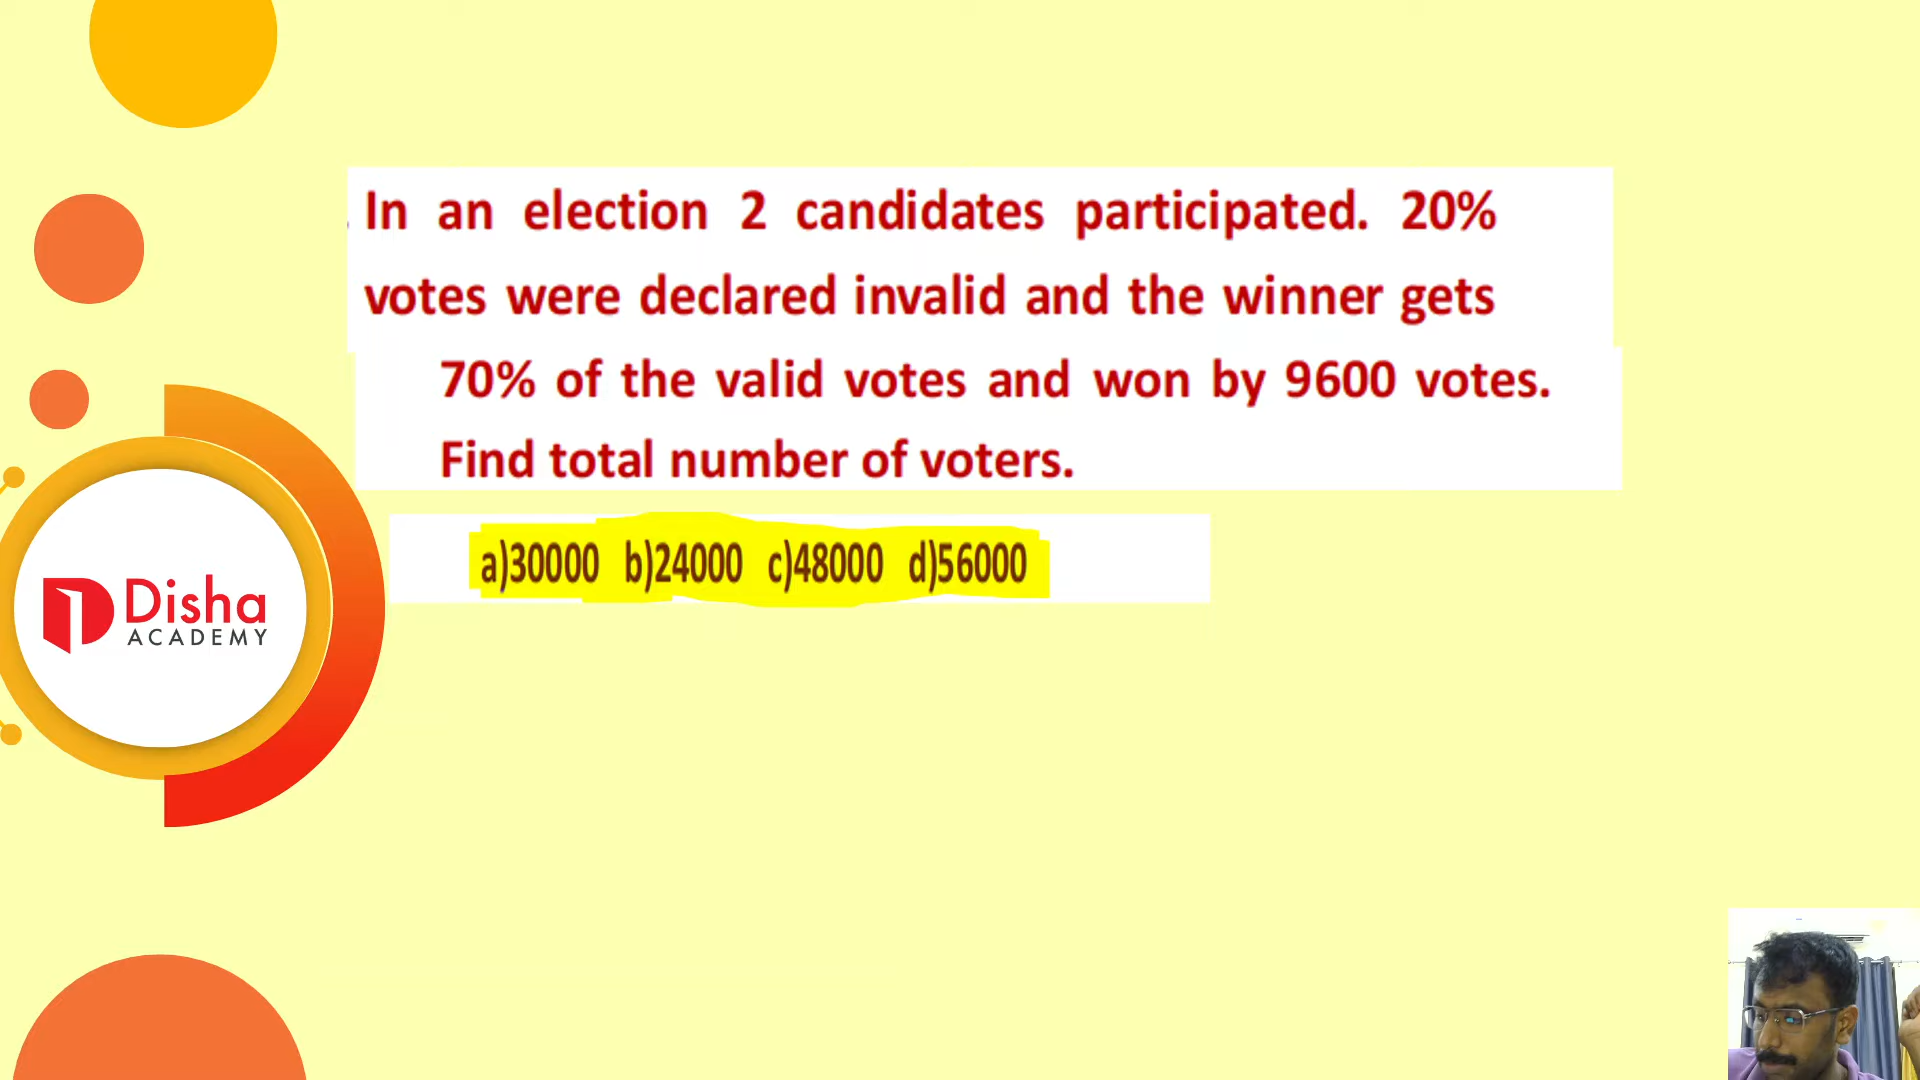 In an election 2 candidates participated. 20%
votes were declared invalid and the winner gets
70% of the valid votes and won by 9600 votes.
Find total number of voters.
a)30000 b)24000 c)48000 d)56000
Disha
ACADEMY